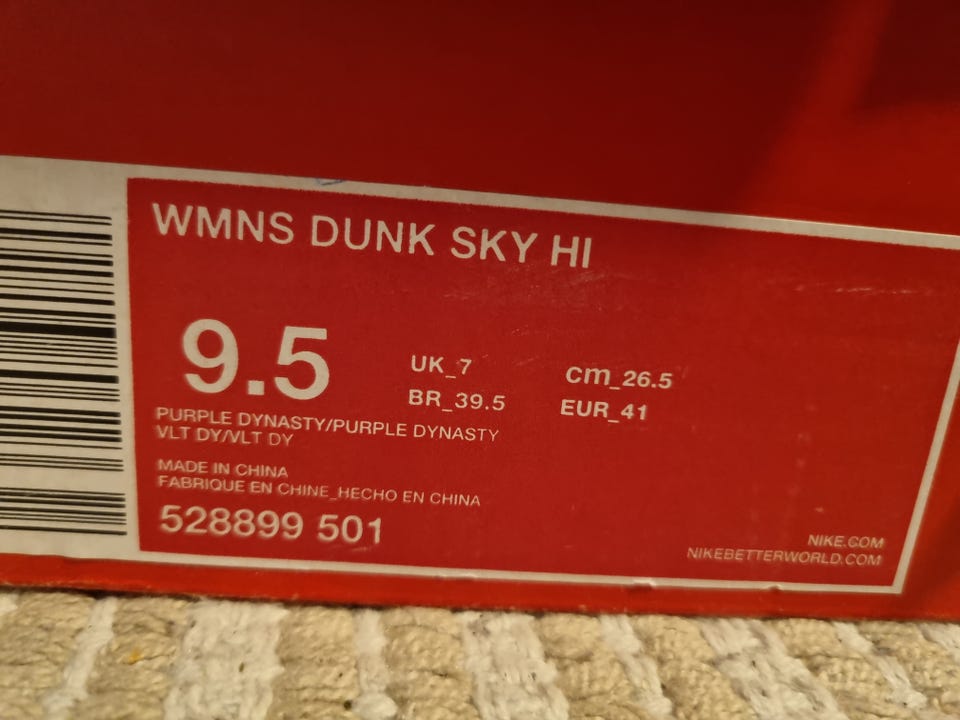 WMNS DUNK SKY HI
9.5
UK_7 cm_26.5
BR_39.5 EUR_41
PURPLE DYNASTY/PURPLE DYNASTY
VLT DY/VLT DY
MADE IN CHINA
FABRIQUE EN CHINE_HECHO EN CHINA
528899 501
NIKE.COM
NIKEBETTERWORLD.COM